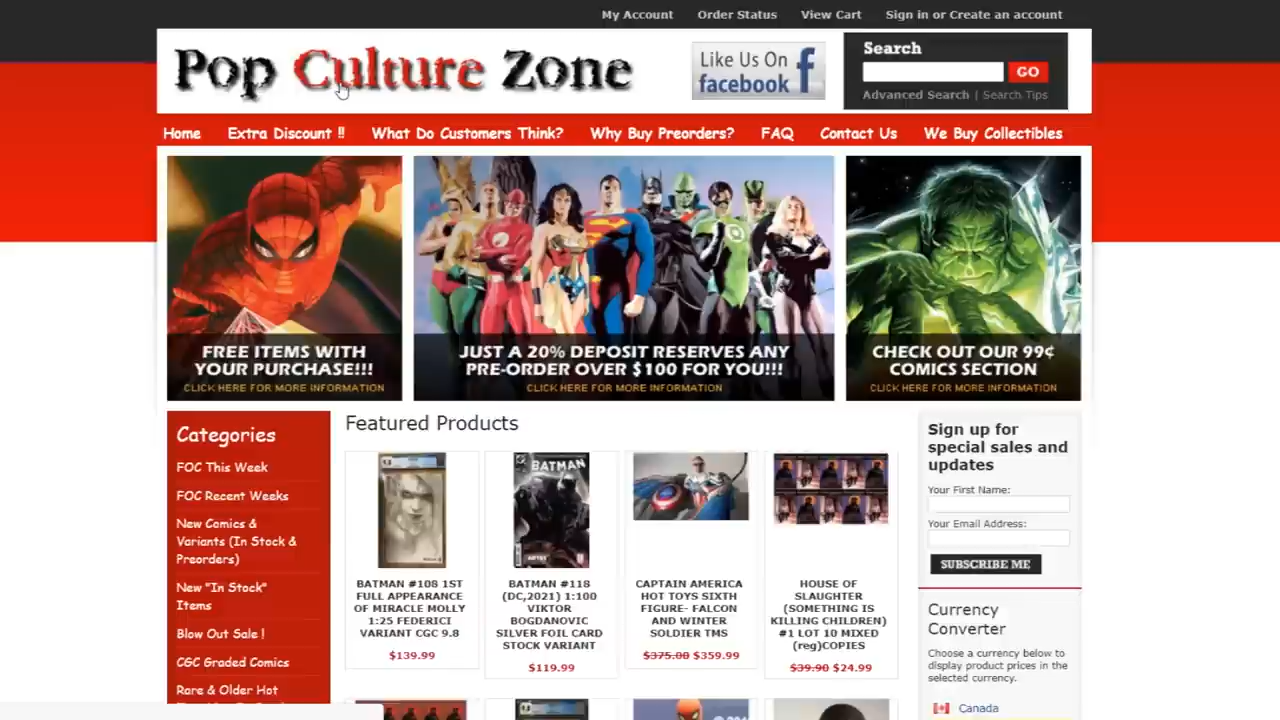 My Account Order Status View Cart Sign in or Create an account
Pop Culture Zone
Like Us On
facebook f
Search
GO
Advanced Search | Search Tips
Home Extra Discount !! What Do Customers Think? Why Buy Preorders? FAQ Contact Us We Buy Collectibles
FREE ITEMS WITH
YOUR PURCHASE!!!
CLICK HERE FOR MORE INFORMATION
JUST A 20% DEPOSIT RESERVES ANY
PRE-ORDER OVER $100 FOR YOU!!!
CLICK HERE FOR MORE INFORMATION
CHECK OUT OUR 99¢
COMICS SECTION
CLICK HERE FOR MORE INFORMATION
Categories
FOC This Week
FOC Recent Weeks
New Comics &
Variants (In Stock &
Preorders)
New "In Stock"
Items
Blow Out Sale !
CGC Graded Comics
Rare & Older Hot
Featured Products
BATMAN #108 1ST
FULL APPEARANCE
OF MIRACLE MOLLY
1:25 FEDERICI
VARIANT CGC 9.8
$139.99
BATMAN
BATMAN #118
(DC,2021) 1:100
VIKTOR
BOGDANOVIC
SILVER FOIL CARD
STOCK VARIANT
$119.99
CAPTAIN AMERICA
HOT TOYS SIXTH
FIGURE- FALCON
AND WINTER
SOLDIER TMS
$375.00 $359.99
HOUSE OF
SLAUGHTER
(SOMETHING IS
KILLING CHILDREN)
#1 LOT 10 MIXED
(reg)COPIES
$39.90 $24.99
Sign up for
special sales and
updates
Your First Name:
Your Email Address:
SUBSCRIBE ME
Currency
Converter
Choose a currency below to
display product prices in the
selected currency.
Canada